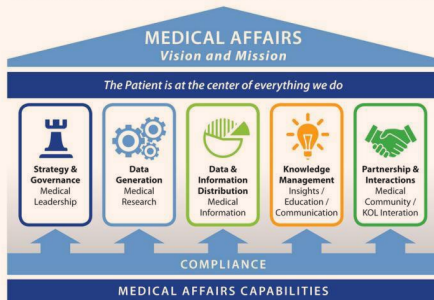 MEDICAL AFFAIRS
Vision and Mission
The Patient is at the center of everything we do
Strategy &
Governance
Medical
Leadership
Data
Generation
Medical
Research
Data &
Information
Distribution
Medical
Information
Knowledge
Management
Insights /
Education /
Communication
Partnership &
Interactions
Medical
Community /
KOL Interation
COMPLIANCE
MEDICAL AFFAIRS CAPABILITIES